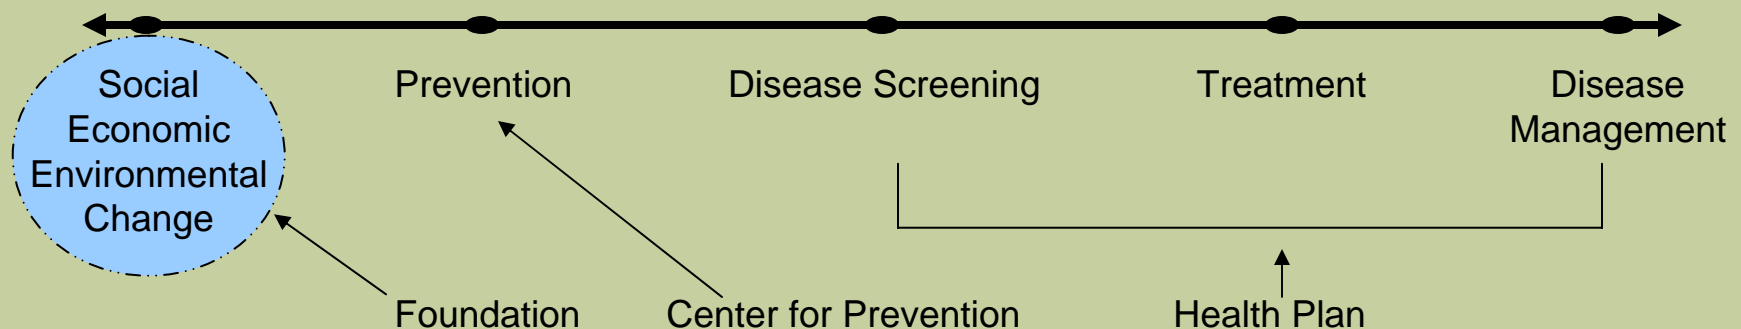 Social
Economic
Environmental
Change
Prevention
Disease Screening
Treatment
Disease
Management
Foundation
Center for Prevention
Health Plan